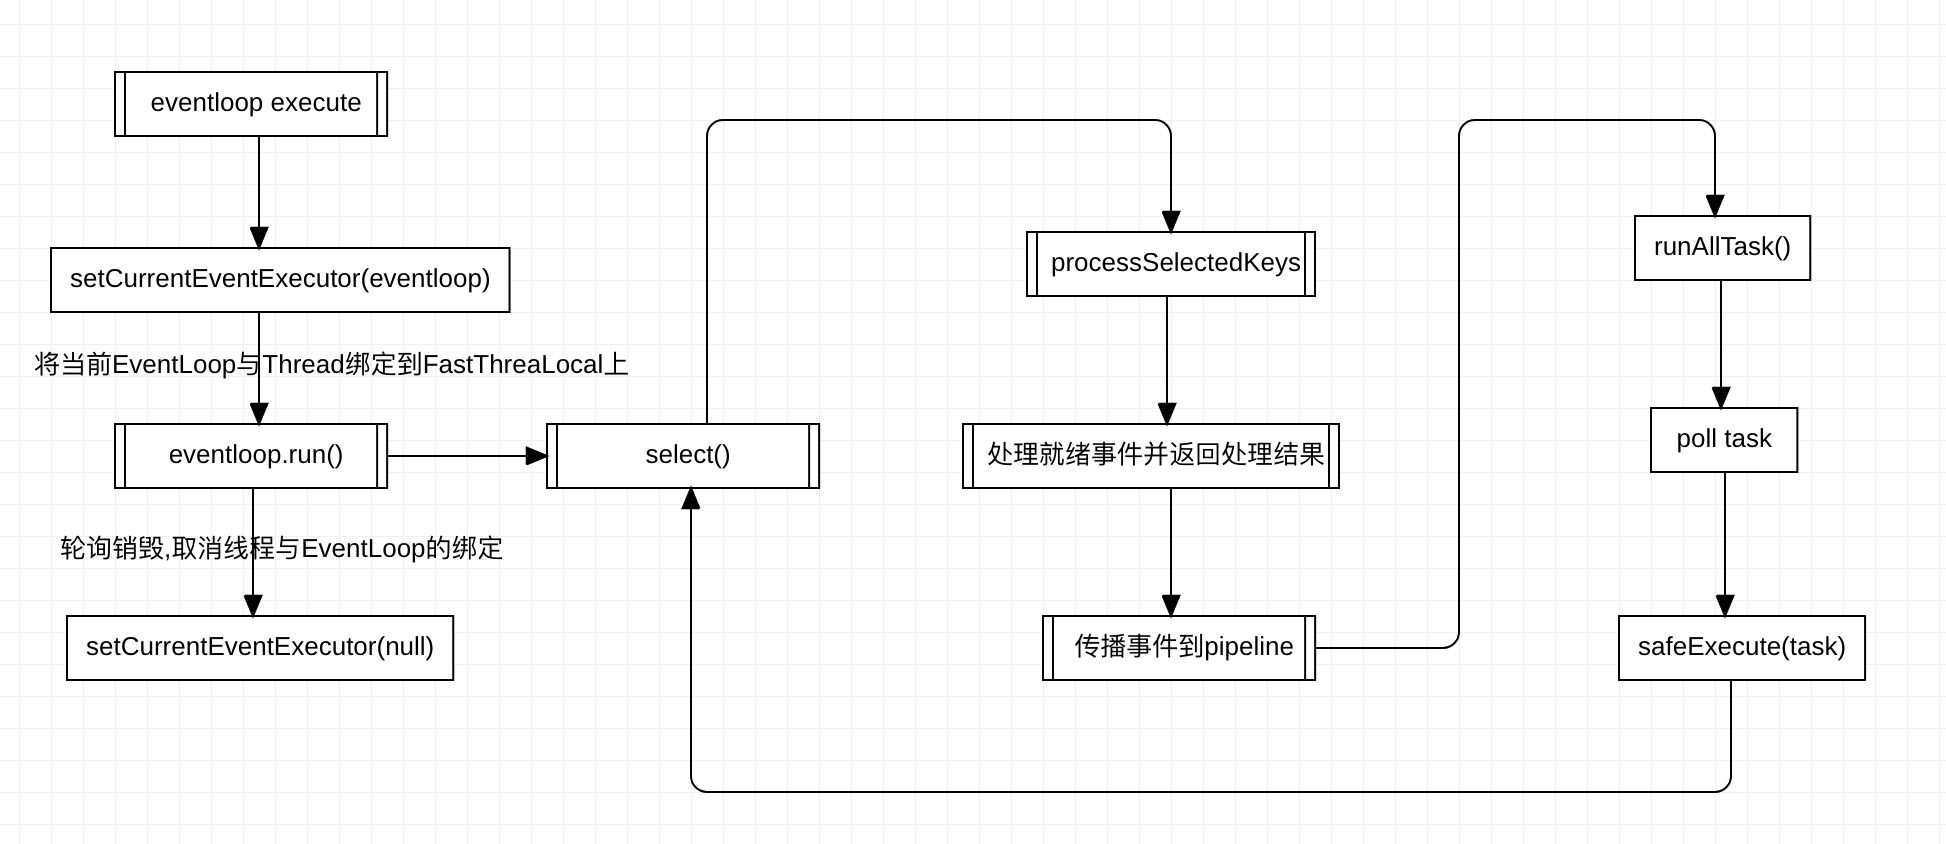 eventloop execute
setCurrentEventExecutor(eventloop)
将当前EventLoop与Thread绑定到FastThreaLocal上
eventloop.run()
轮询销毁,取消线程与EventLoop的绑定
setCurrentEventExecutor(null)
select()
processSelectedKeys
处理就绪事件并返回处理结果
传播事件到pipeline
runAllTask()
poll task
safeExecute(task)